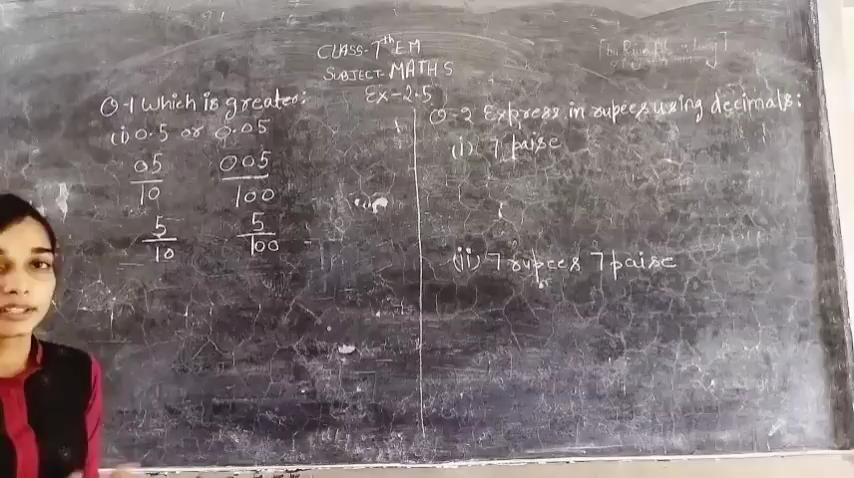 CLASS-7th EM
SUBJECT-MATHS
EX-2.5
Q-1 Which is greater:
(i) 0.5 or 0.05
05
10
005
100
5
10
5
100
Q-2 Express in rupees using decimals:
(i) 7 paise
(ii) 7 rupees 7 paise